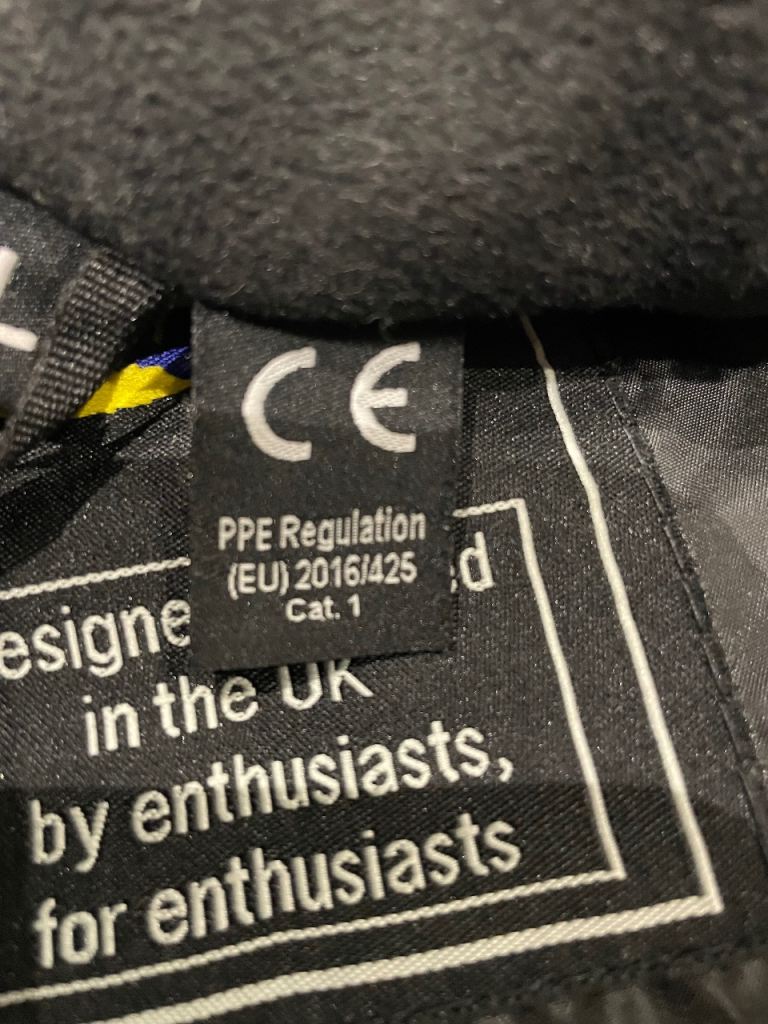 CE
PPE Regulation
(EU) 2016/425
Cat. 1
in the UK
by enthusiasts,
for enthusiasts